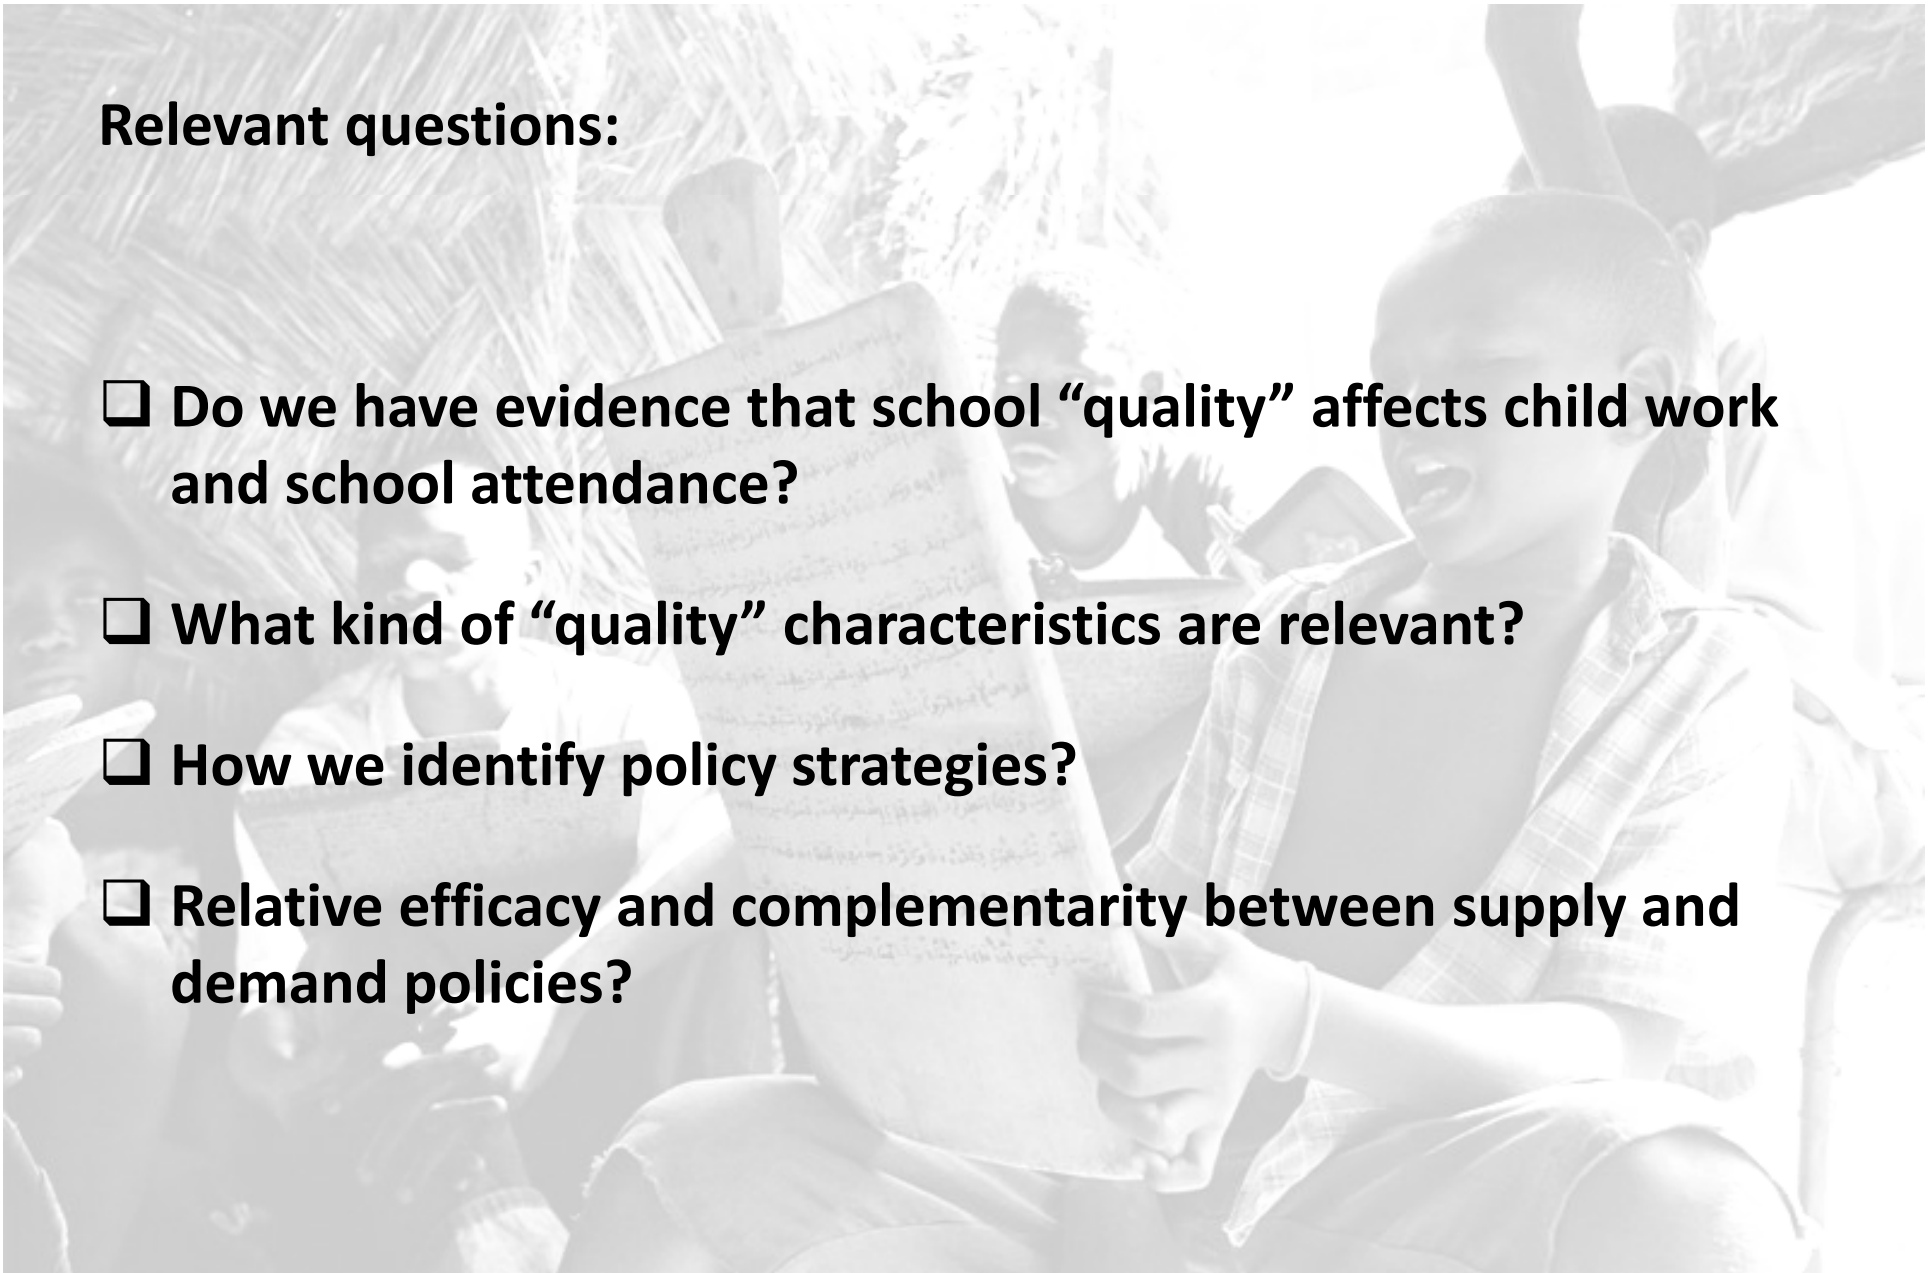 Relevant questions:
❑ Do we have evidence that school “quality” affects child work
and school attendance?
❑ What kind of “quality” characteristics are relevant?
❑ How we identify policy strategies?
❑ Relative efficacy and complementarity between supply and
demand policies?